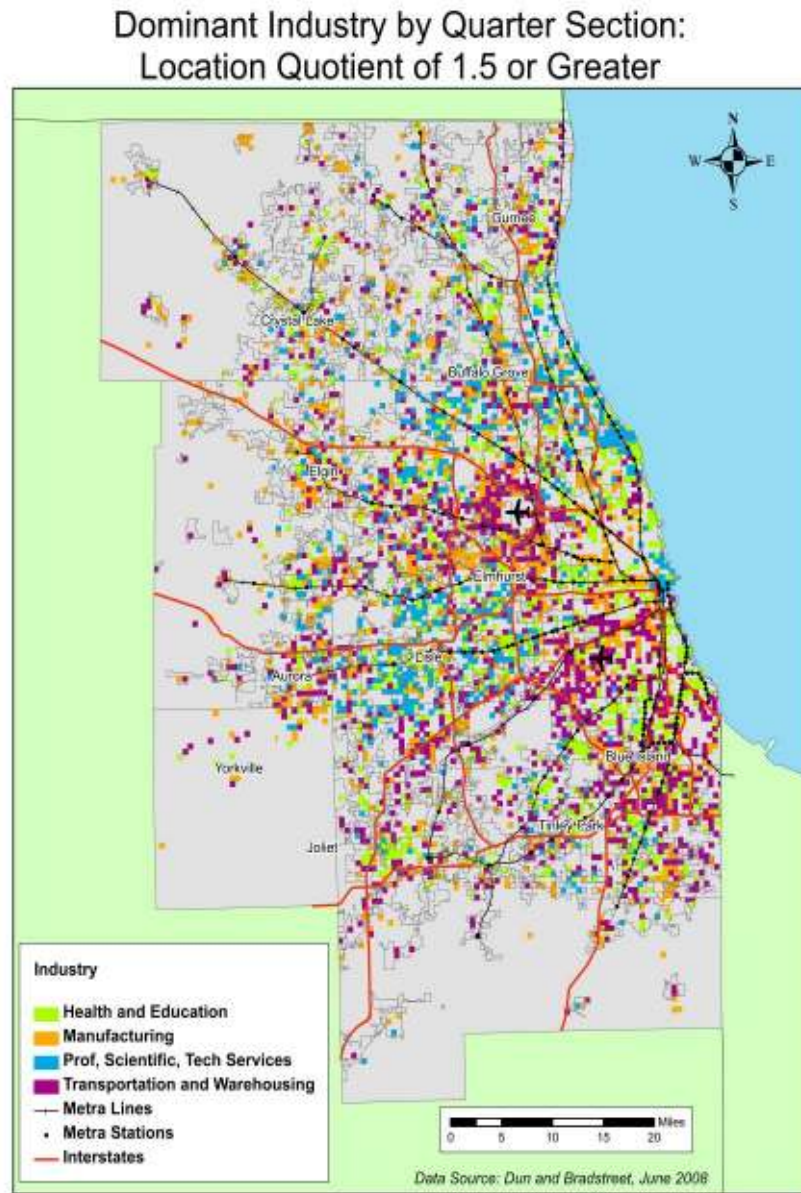 Dominant Industry by Quarter Section:
Location Quotient of 1.5 or Greater
N
W E
S
Gurnee
Crystal Lake
Buffalo Grove
Elgin
Elmhurst
Lisle
Aurora
Blue Island
Yorkville
Tinley Park
Joliet
Industry
Health and Education
Manufacturing
Prof, Scientific, Tech Services
Transportation and Warehousing
Metra Lines
Metra Stations
Interstates
Miles
0 5 10 15 20
Data Source: Dun and Bradstreet, June 2008